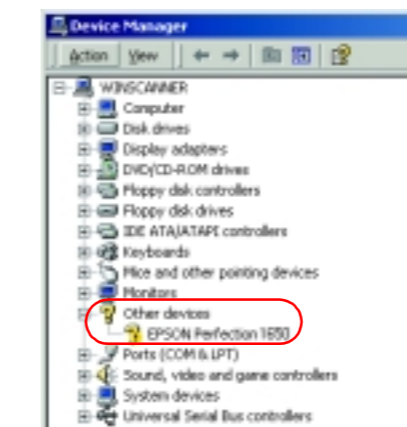 Device Manager
Action View
WINSCANNER
Computer
Disk drives
Display adapters
DVD/CD-ROM drives
Floppy disk controllers
Floppy disk drives
IDE ATA/ATAPI controllers
Keyboards
Mice and other pointing devices
Monitors
Other devices
EPSON Perfection 1650
Ports (COM & LPT)
Sound, video and game controllers
System devices
Universal Serial Bus controllers